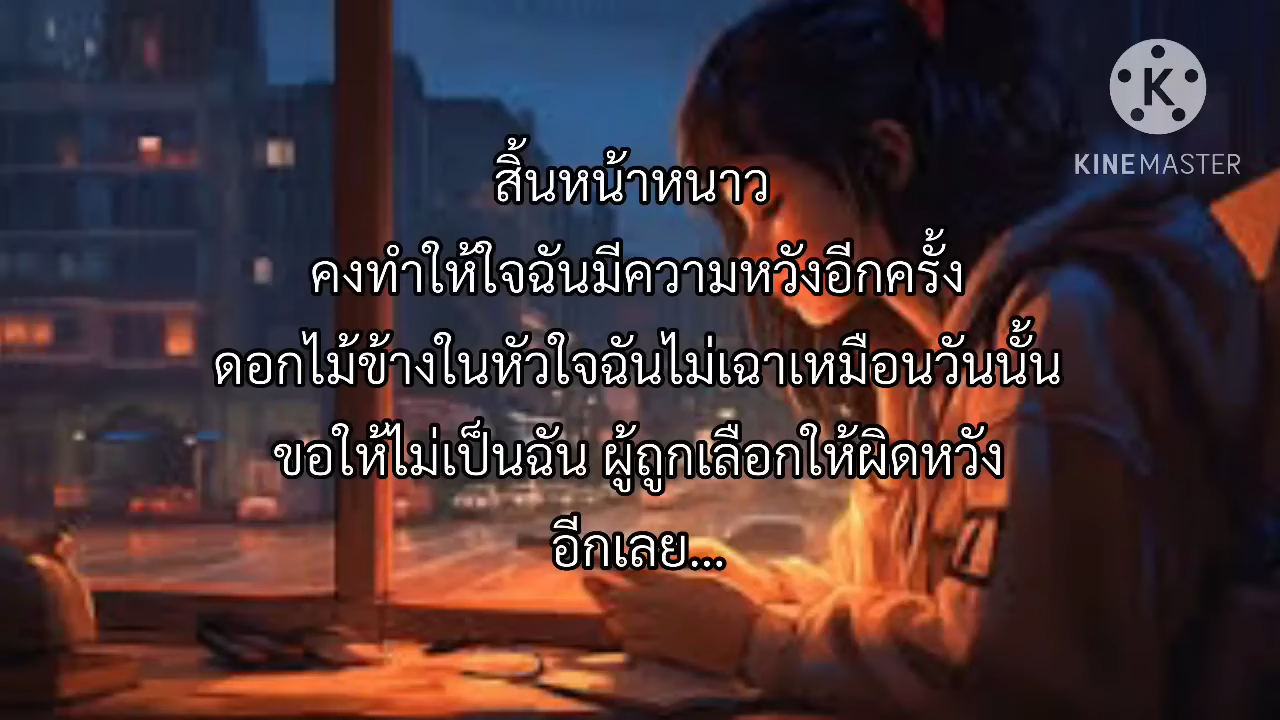 KINEMASTER
สิ้นหน้าหนาว
คงทำให้ใจฉันมีความหวังอีกครั้ง
ดอกไม้ข้างในหัวใจฉันไม่เฉาเหมือนวันนั้น
ขอให้ไม่เป็นฉัน ผู้ถูกเลือกให้ผิดหวัง
อีกเลย...